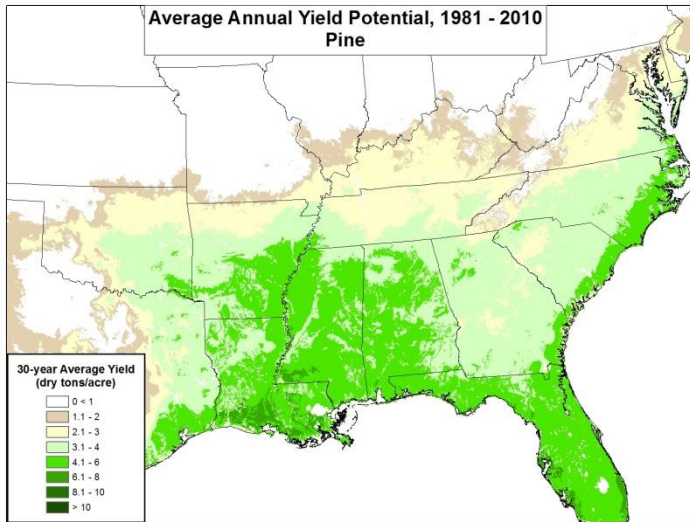 Average Annual Yield Potential, 1981 - 2010
Pine
30-year Average Yield
(dry tons/acre)
0 < 1
1.1 - 2
2.1 - 3
3.1 - 4
4.1 - 6
6.1 - 8
8.1 - 10
> 10